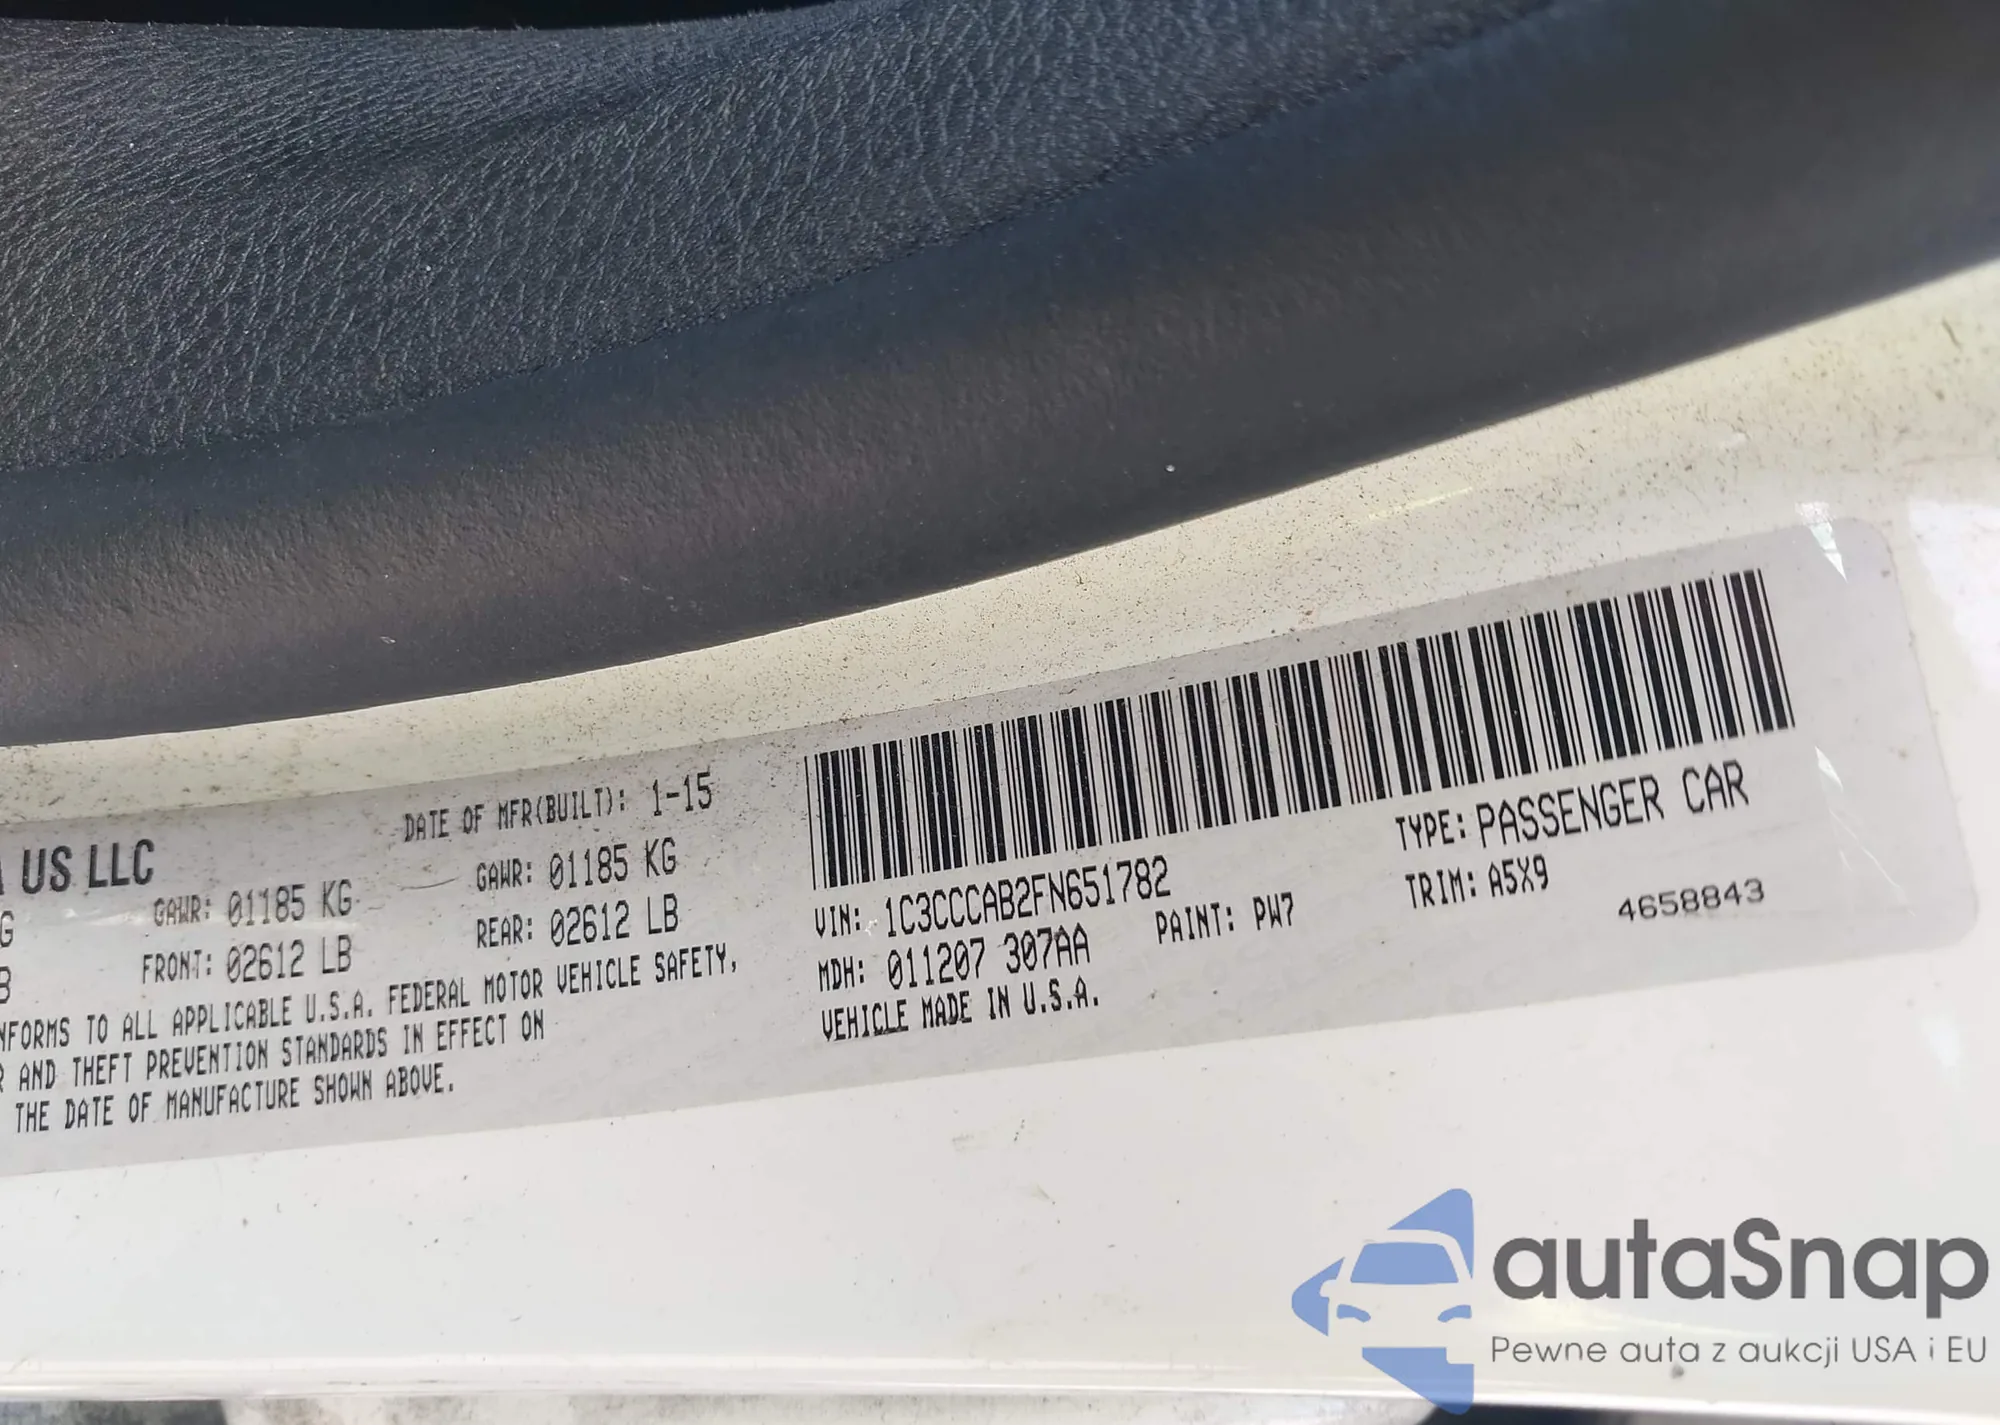 US LLC
DATE OF MFR(BUILT): 1-15
GAWR: 01185 KG
FRONT: 02612 LB
GAWR: 01185 KG
REAR: 02612 LB
NFORMS TO ALL APPLICABLE U.S.A. FEDERAL MOTOR VEHICLE SAFETY,
R AND THEFT PREVENTION STANDARDS IN EFFECT ON
THE DATE OF MANUFACTURE SHOWN ABOVE.
VIN: 1C3CCCAB2FN651782
MDH: 011207 307AA
PAINT: PW7
VEHICLE MADE IN U.S.A.
TYPE: PASSENGER CAR
TRIM: A5X9
4658843
autaSnap
Pewne auta z aukcji USA i EU